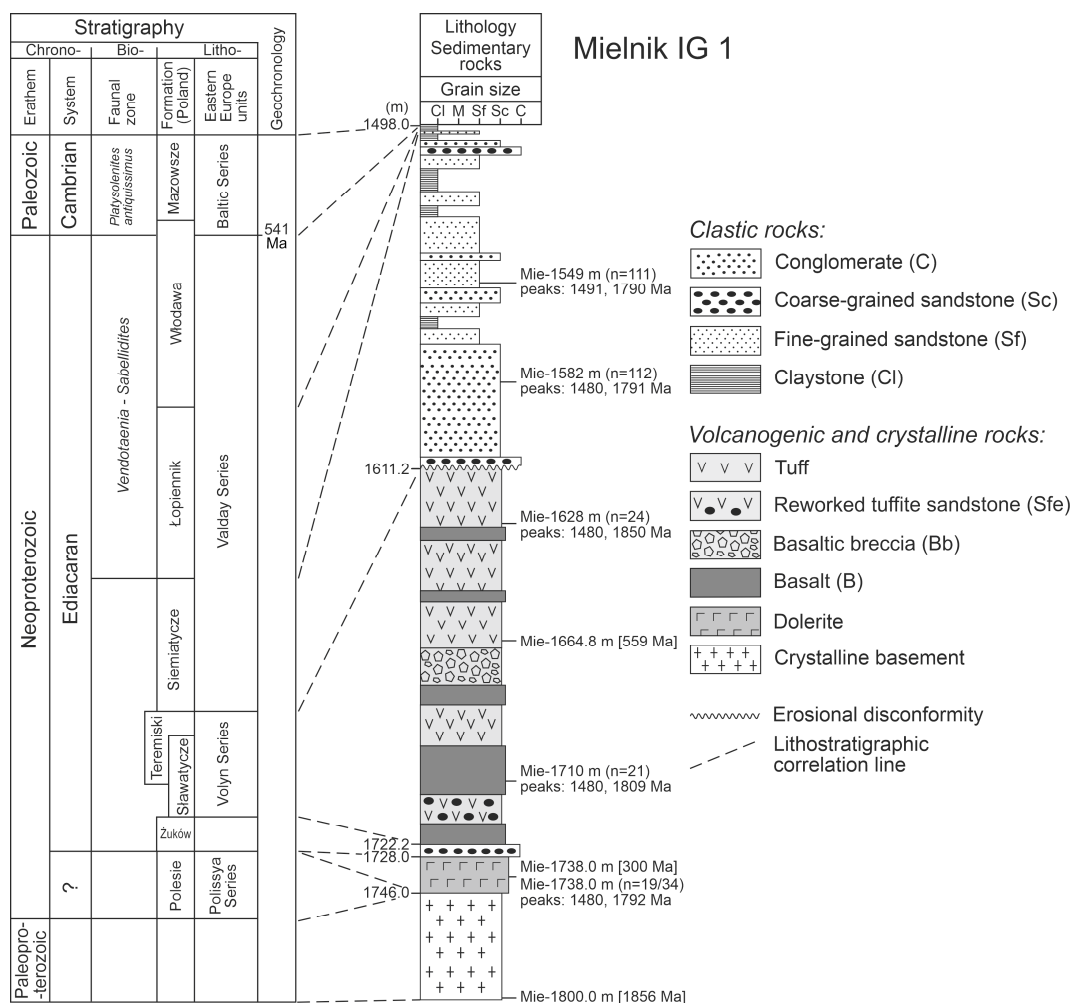 Mielnik IG 1
Stratigraphy
Chrono-
Bio-
Litho-
Geochronology
Erathem
System
Faunal
zone
Formation
(Poland)
Eastern
Europe
units
Paleozoic
Cambrian
Platysolenites
antiquissimus
Mazowsze
Baltic Series
541
Ma
Neoproterozoic
Ediacaran
Vendotaenia - Sabellidites
Włodawa
Łopiennik
Siemiatycze
Valday Series
Teremiski
Sławatycze
Volyn Series
Żuków
?
Polesie
Polissya
Series
Paleopro-
-terozoic
Lithology
Sedimentary
rocks
Grain size
(m)
Cl M Sf Sc C
1498.0
1611.2
1722.2
1728.0
1746.0
Mie-1549 m (n=111)
peaks: 1491, 1790 Ma
Mie-1582 m (n=112)
peaks: 1480, 1791 Ma
Mie-1628 m (n=24)
peaks: 1480, 1850 Ma
Mie-1664.8 m [559 Ma]
Mie-1710 m (n=21)
peaks: 1480, 1809 Ma
Mie-1738.0 m [300 Ma]
Mie-1738.0 m (n=19/34)
peaks: 1480, 1792 Ma
Mie-1800.0 m [1856 Ma]
Clastic rocks:
Conglomerate (C)
Coarse-grained sandstone (Sc)
Fine-grained sandstone (Sf)
Claystone (Cl)
Volcanogenic and crystalline rocks:
Tuff
Reworked tuffite sandstone (Sfe)
Basaltic breccia (Bb)
Basalt (B)
Dolerite
Crystalline basement
Erosional disconformity
Lithostratigraphic
correlation line